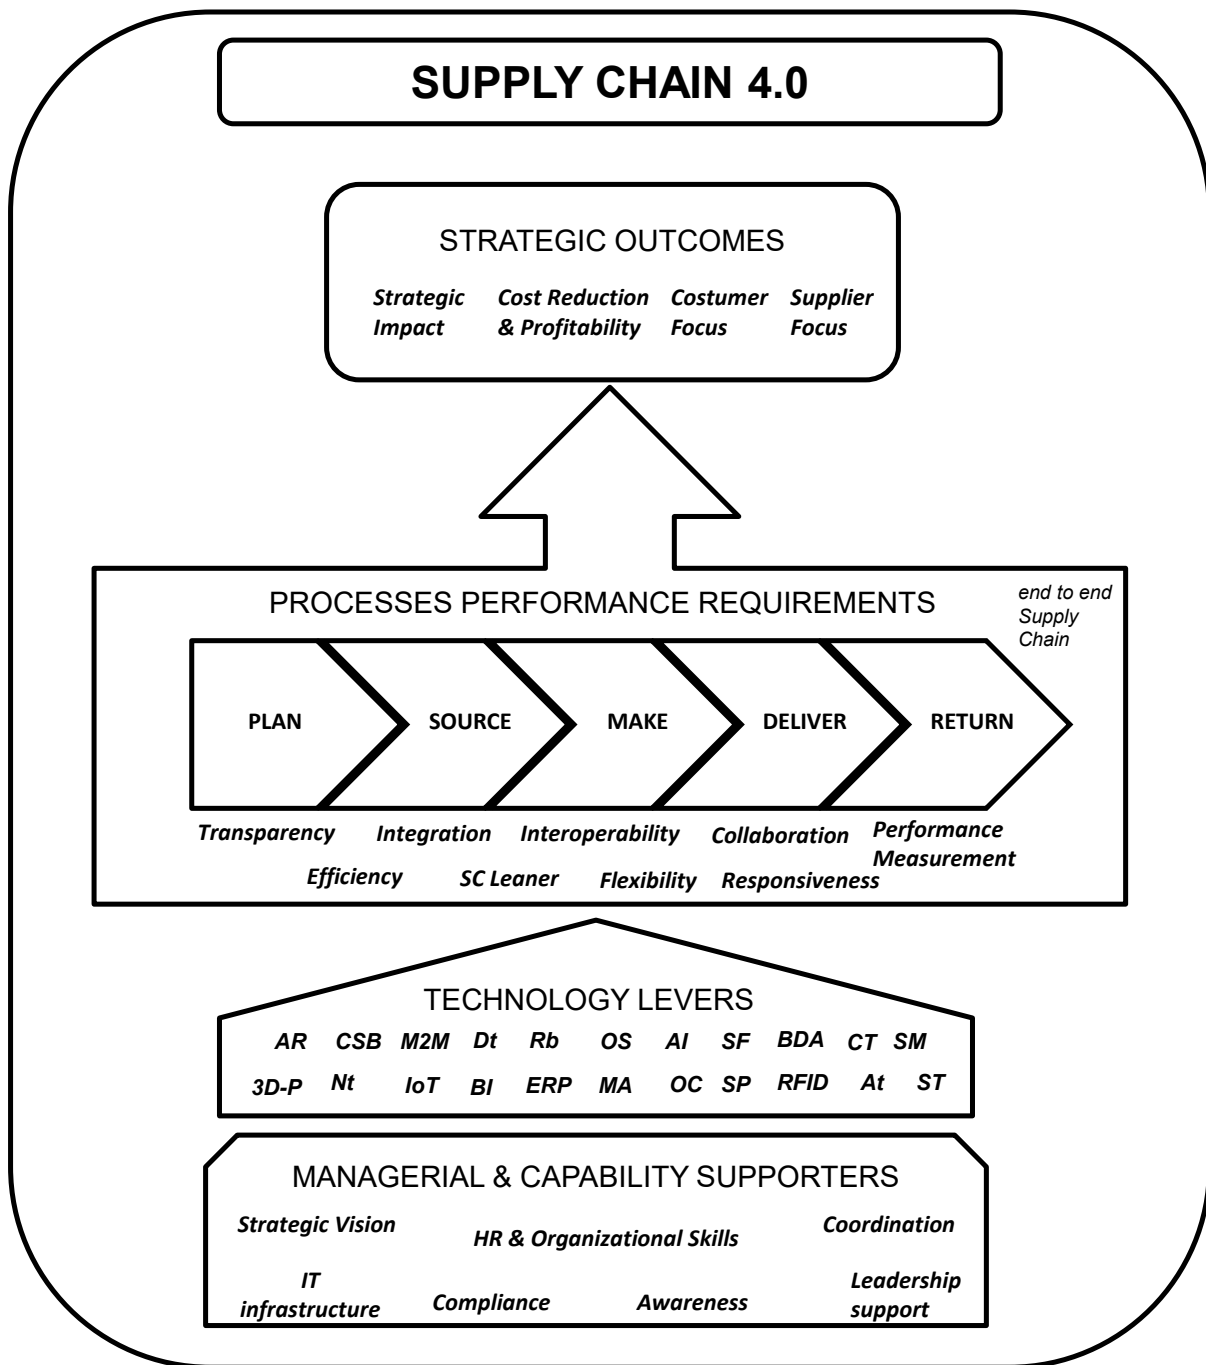 SUPPLY CHAIN 4.0
STRATEGIC OUTCOMES
Strategic Impact
Cost Reduction & Profitability
Costumer Focus
Supplier Focus
PROCESSES PERFORMANCE REQUIREMENTS
end to end
Supply
Chain
PLAN SOURCE MAKE DELIVER RETURN
Transparency Integration Interoperability Collaboration Performance Measurement
Efficiency SC Leaner Flexibility Responsiveness
TECHNOLOGY LEVERS
AR CSB M2M Dt Rb OS AI SF BDA CT SM
3D-P Nt IoT BI ERP MA OC SP RFID At ST
MANAGERIAL & CAPABILITY SUPPORTERS
Strategic Vision HR & Organizational Skills Coordination
IT infrastructure Compliance Awareness Leadership support